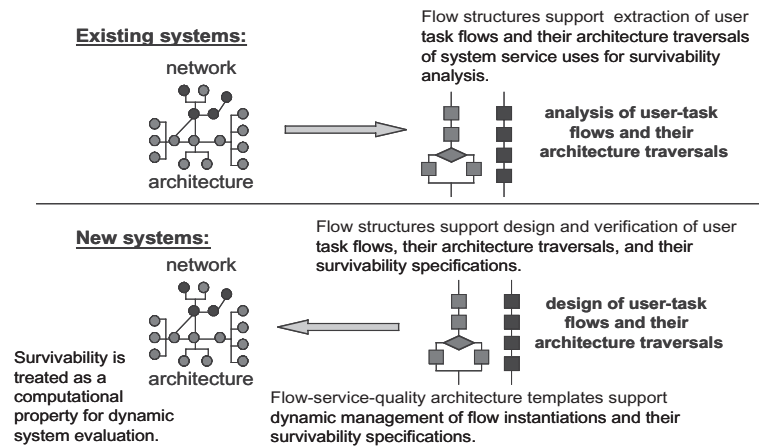 Existing systems:
network
architecture
Flow structures support extraction of user
task flows and their architecture traversals
of system service uses for survivability
analysis.
analysis of user-task
flows and their
architecture traversals
New systems:
network
architecture
Flow structures support design and verification of user
task flows, their architecture traversals, and their
survivability specifications.
design of user-task
flows and their
architecture traversals
Survivability is
treated as a
computational
property for dynamic
system evaluation.
Flow-service-quality architecture templates support
dynamic management of flow instantiations and their
survivability specifications.